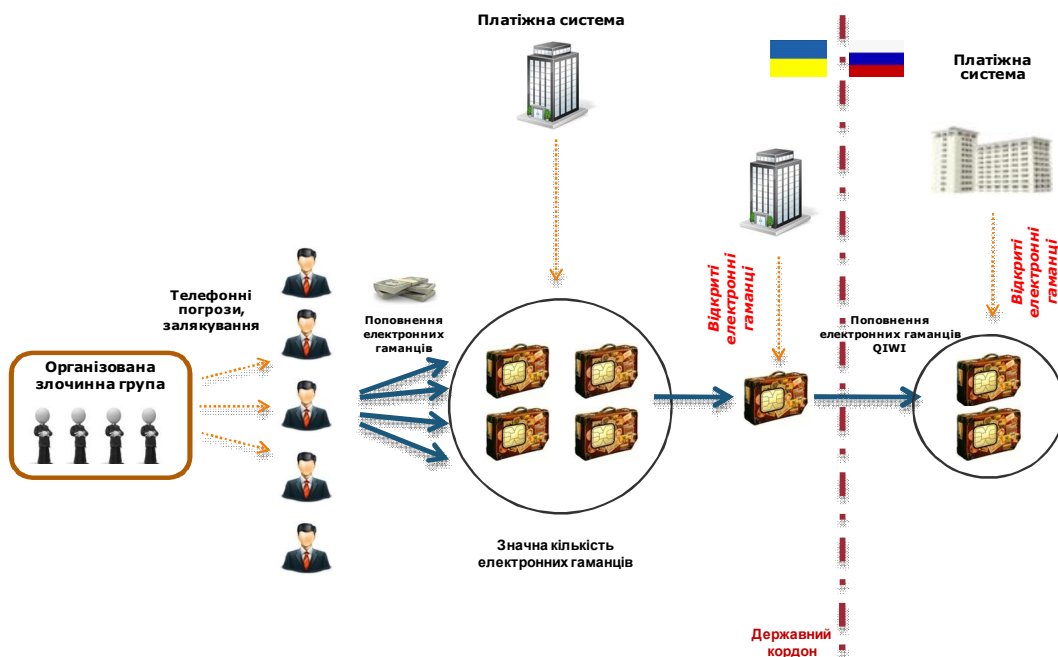 Платіжна система
Платіжна
система
Телефонні
погрози,
залякування
Поповнення
електронних
гаманців
Організована
злочинна група
Відкриті
електронні
гаманці
Поповнення
електронних гаманців
QIWI
Відкриті
електронні
гаманці
Значна кількість
електронних гаманців
Державний
кордон